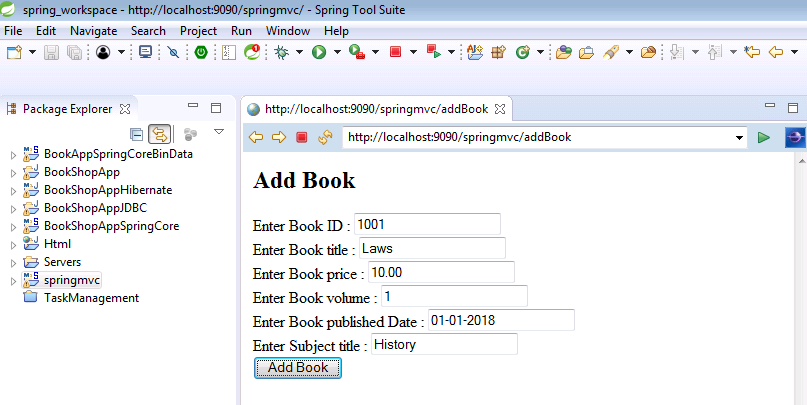 spring_workspace - http://localhost:9090/springmvc/ - Spring Tool Suite
File Edit Navigate Search Project Run Window Help
Package Explorer
BookAppSpringCoreBinData
BookShopApp
BookShopAppHibernate
BookShopAppJDBC
BookShopAppSpringCore
Html
Servers
springmvc
TaskManagement
http://localhost:9090/springmvc/addBook
http://localhost:9090/springmvc/addBook
Add Book
Enter Book ID : 1001
Enter Book title : Laws
Enter Book price : 10.00
Enter Book volume : 1
Enter Book published Date : 01-01-2018
Enter Subject title : History
Add Book